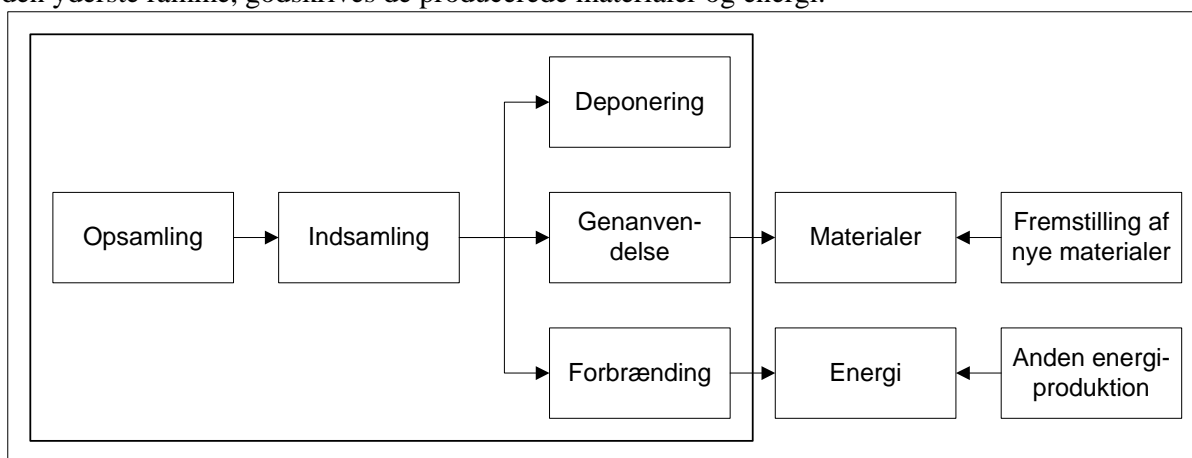 den yderste ramme, godskrives de producerede materialer og energi.
Deponering
Opsamling
Indsamling
Genanven-
delse
Materialer
Fremstilling af
nye materialer
Forbrænding
Energi
Anden energi-
produktion